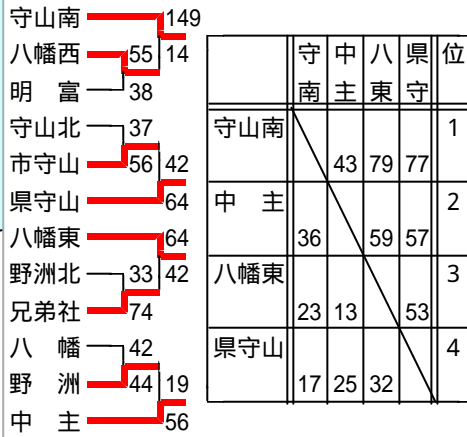 守山南 149
八幡西 55 14
明 富 38
守山北 37
市守山 56 42
県守山 64
八幡東 64
野洲北 33 42
兄弟社 74
八 幡 42
野 洲 44 19
中 主 56
守南 中主 八東 県守 位
守山南 43 79 77 1
中 主 36 59 57 2
八幡東 23 13 53 3
県守山 17 25 32 4